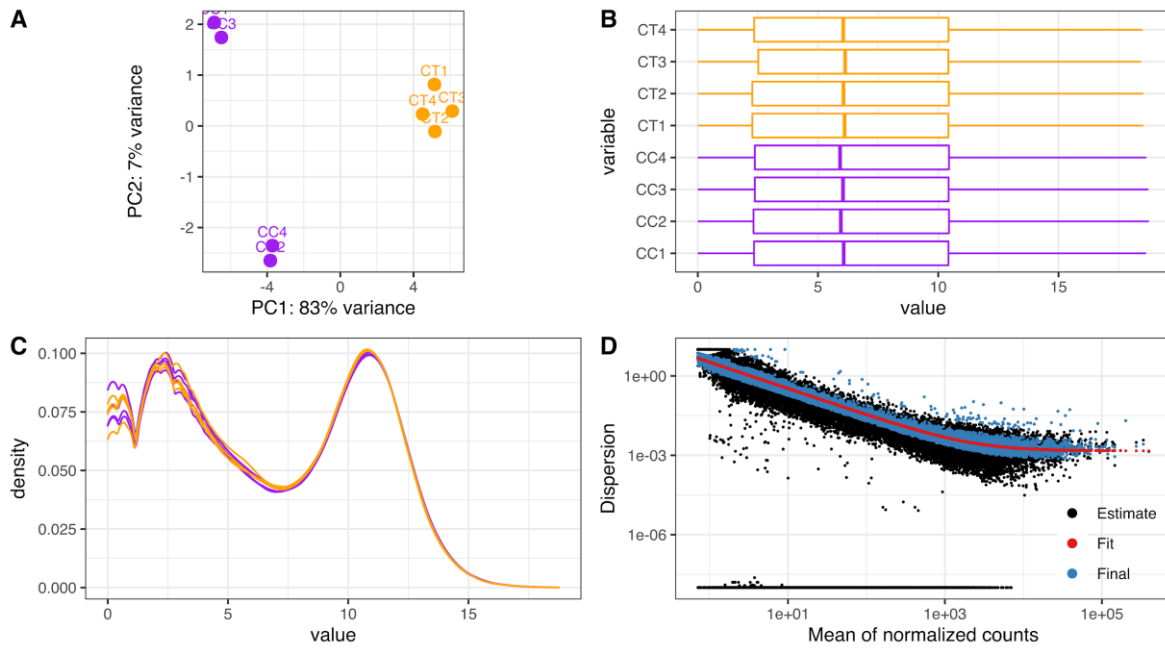 A
2
1
0
-2
PC2: 7% variance
C3
CT1
CT4
CT3
CT2
CC4
-4
0
4
PC1: 83% variance
B
variable
CT4
CT3
CT2
CT1
CC4
CC3
CC2
CC1
0
5
10
15
value
C
density
0.100
0.075
0.050
0.025
0.000
0
5
10
15
value
D
Dispersion
1e+00
1e-03
1e-06
Estimate
Fit
Final
1e+01
1e+03
1e+05
Mean of normalized counts